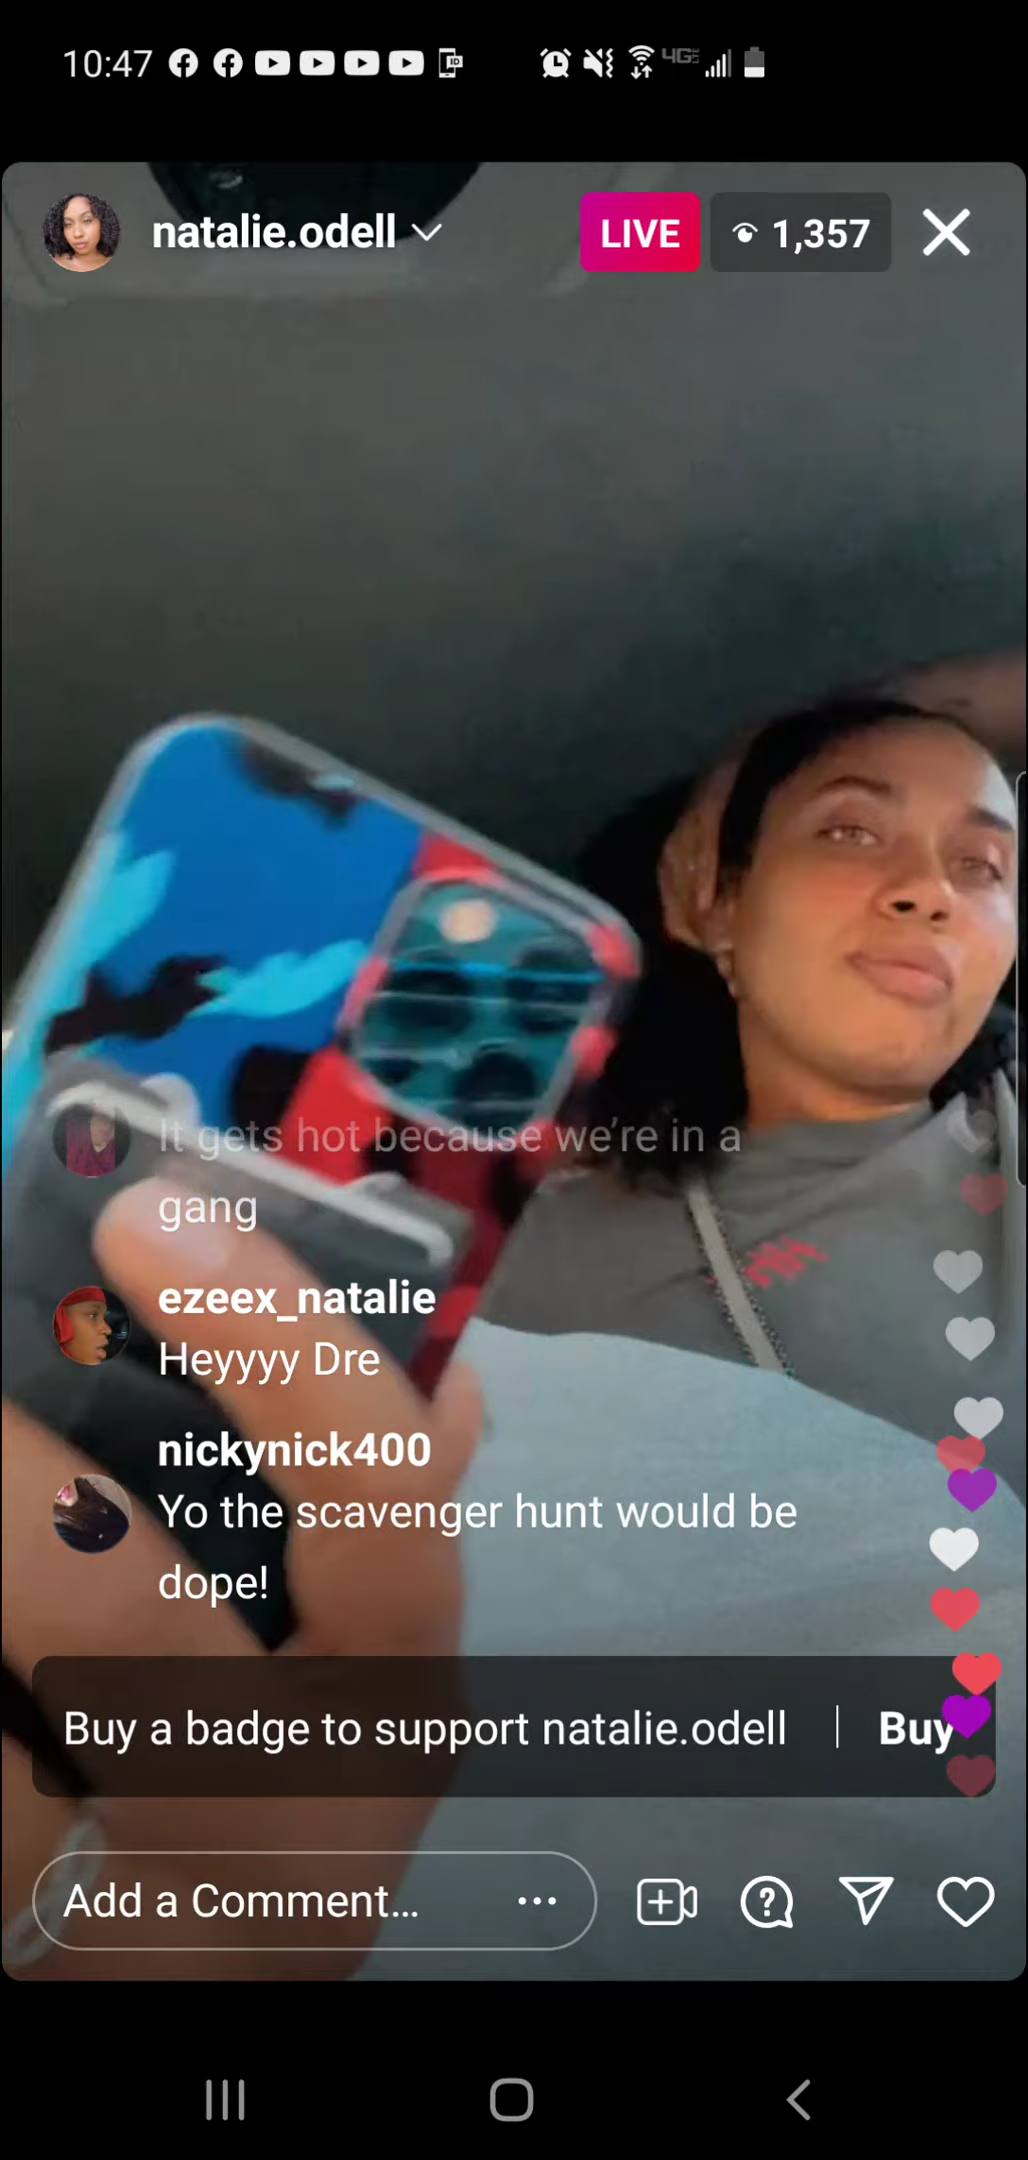 10:47
4GE
natalie.odell
LIVE
1,357
It gets hot because we’re in a
gang
ezeex_natalie
Heyyyy Dre
nickynick400
Yo the scavenger hunt would be
dope!
Buy a badge to support natalie.odell
Buy
Add a Comment...